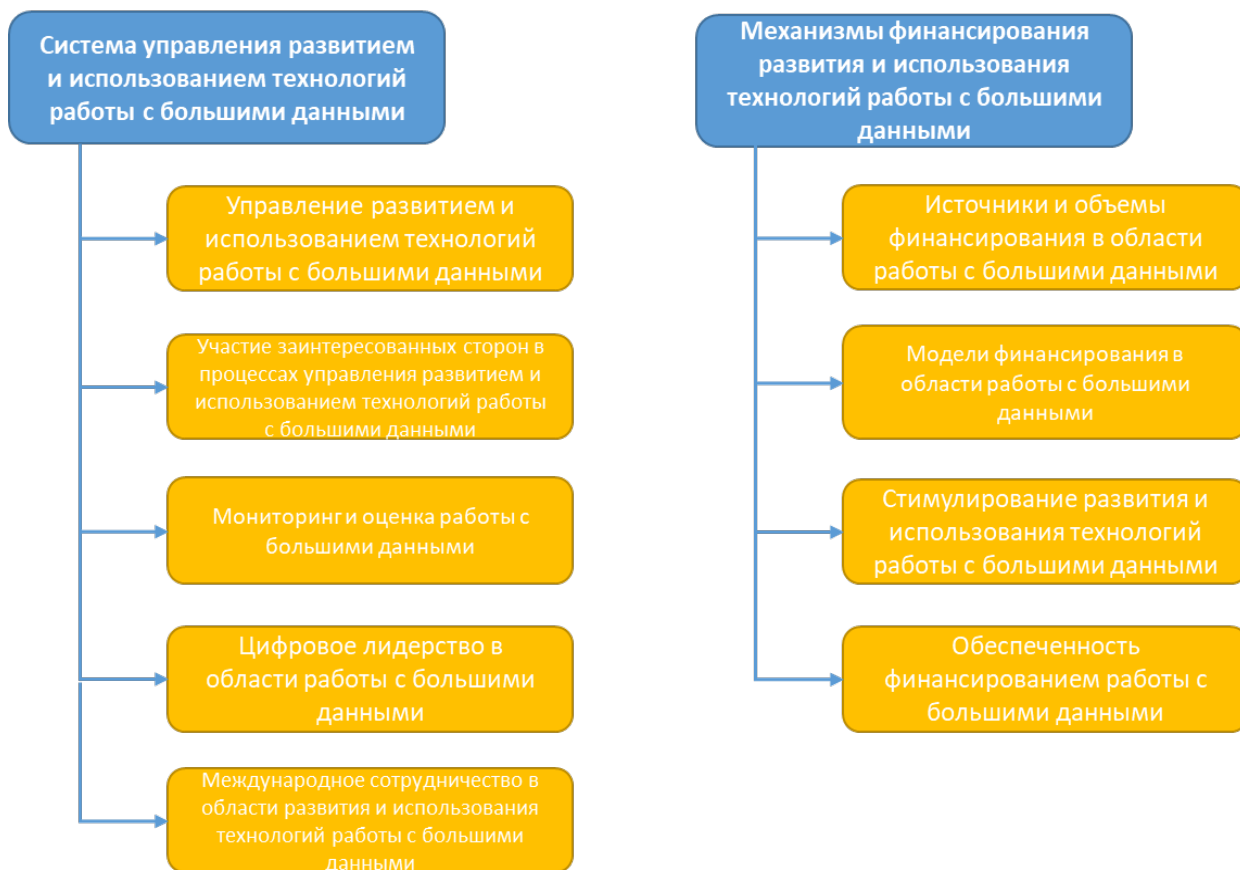 Система управления развитием
и использованием технологий
работы с большими данными
Управление развитием и
использованием технологий
работы с большими данными
Участие заинтересованных сторон в
процессах управления развитием и
использованием технологий работы
с большими данными
Мониторинг и оценка работы с
большими данными
Цифровое лидерство в
области работы с большими
данными
Международное сотрудничество в
области развития и использования
технологий работы с большими
данными
Механизмы финансирования
развития и использования
технологий работы с большими
данными
Источники и объемы
финансирования в области
работы с большими данными
Модели финансирования в
области работы с большими
данными
Стимулирование развития и
использования технологий
работы с большими данными
Обеспеченность
финансированием работы с
большими данными